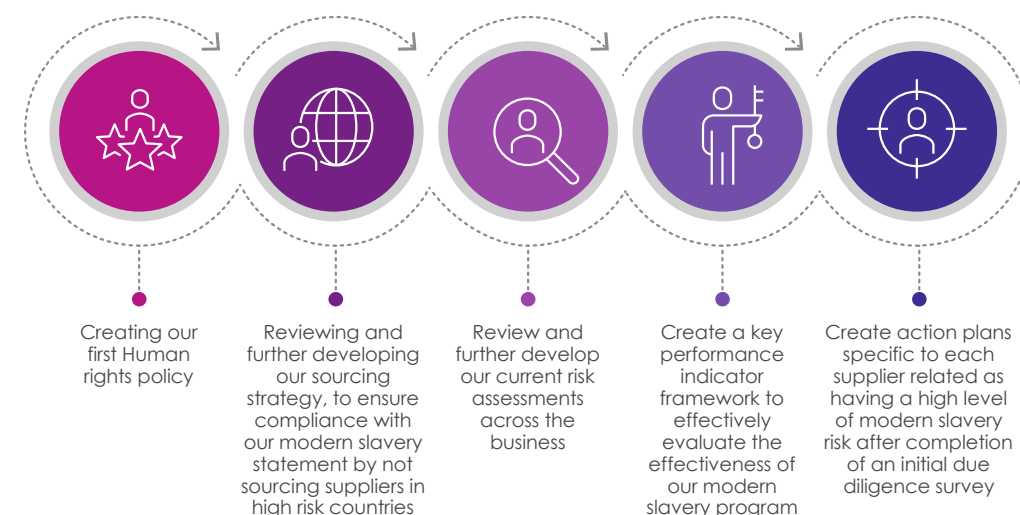 Creating our
first Human
rights policy
Reviewing and
further developing
our sourcing
strategy, to ensure
compliance with
our modern slavery
statement by not
sourcing suppliers in
high risk countries
Review and
further develop
our current risk
assessments
across the
business
Create a key
performance
indicator
framework to
effectively
evaluate the
effectiveness of
our modern
slavery program
Create action plans
specific to each
supplier related as
having a high level
of modern slavery
risk after completion
of an initial due
diligence survey